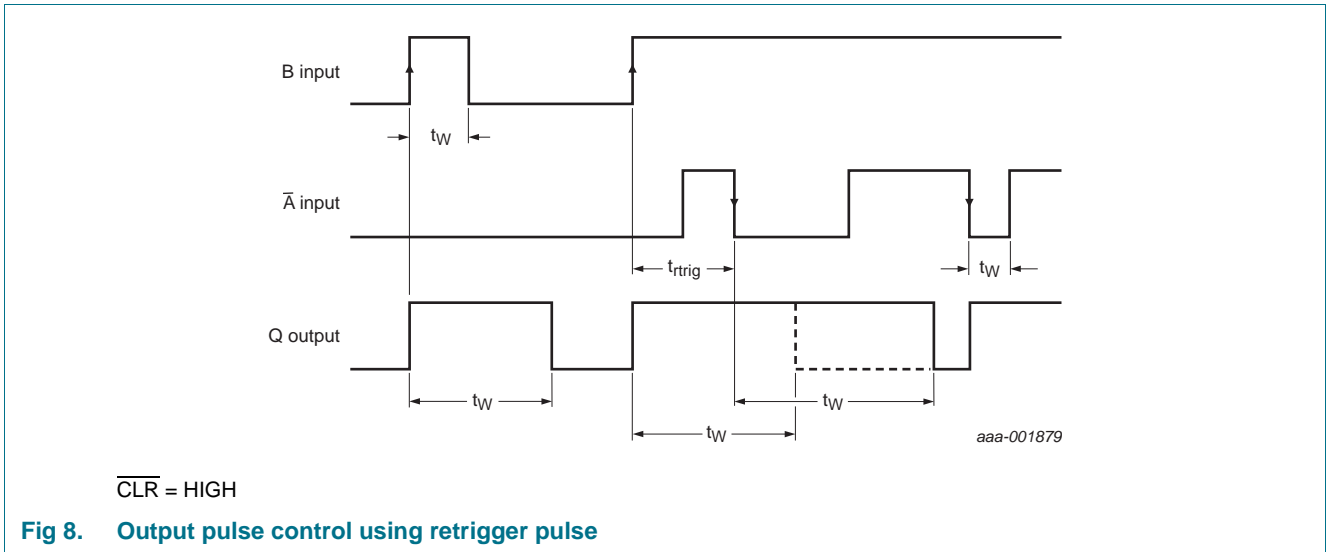 B input
tW
A̅ input
trtrig
tW
Q output
tW
tW
tW
aaa-001879
C̅L̅R̅ = HIGH
Fig 8. Output pulse control using retrigger pulse